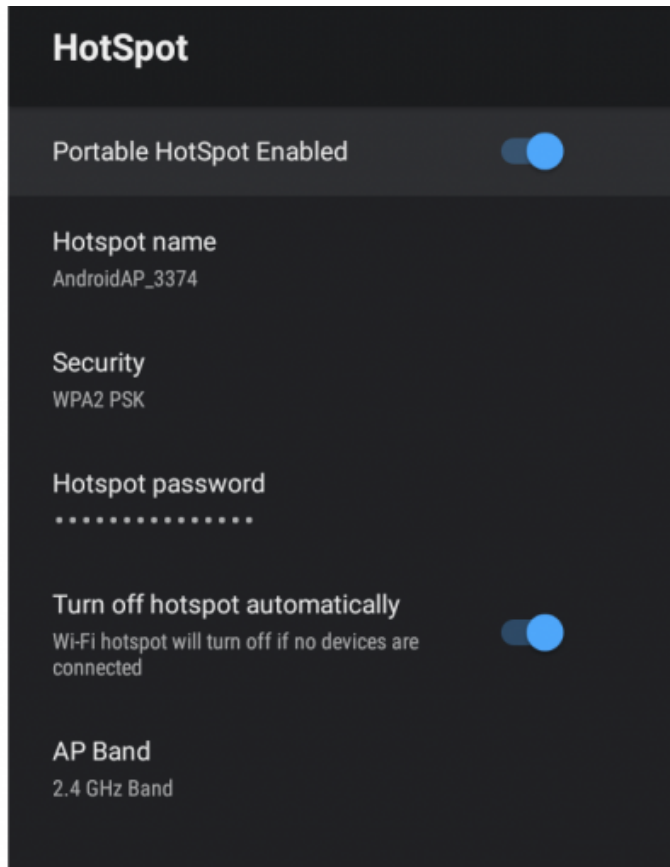 HotSpot
Portable HotSpot Enabled
Hotspot name
AndroidAP_3374
Security
WPA2 PSK
Hotspot password
•••••••••••••••
Turn off hotspot automatically
Wi-Fi hotspot will turn off if no devices are
connected
AP Band
2.4 GHz Band